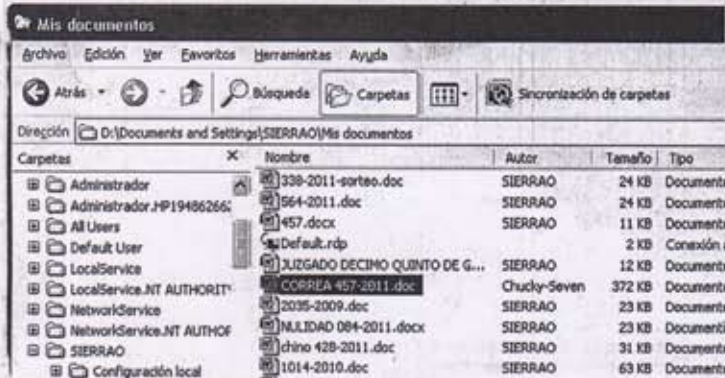 Mis documentos
Archivo Edición Ver Favoritos Herramientas Ayuda
Atrás Búsqueda Carpetas Sincronización de carpetas
Dirección D:\Documents and Settings\SIERRAO\Mis documentos
Carpetas × Nombre Autor Tamaño Tipo
Administrador 338-2011-sorteo.doc SIERRAO 24 KB Documento
Administrador.HP19486266 564-2011.doc SIERRAO 24 KB Documento
All Users 457.docx SIERRAO 11 KB Documento
Default User Default.rdp 2 KB Conexión
LocalService JUZGADO DECIMO QUINTO DE G... SIERRAO 12 KB Documento
LocalService.NT AUTHORIT CORREA 457-2011.doc Chucky-Seven 372 KB Documento
NetworkService 2035-2009.doc SIERRAO 23 KB Documento
NetworkService.NT AUTHOR NULIDAD 084-2011.docx SIERRAO 23 KB Documento
SIERRAO chino 428-2011.doc SIERRAO 31 KB Documento
Configuración local 1014-2010.doc SIERRAO 63 KB Documento